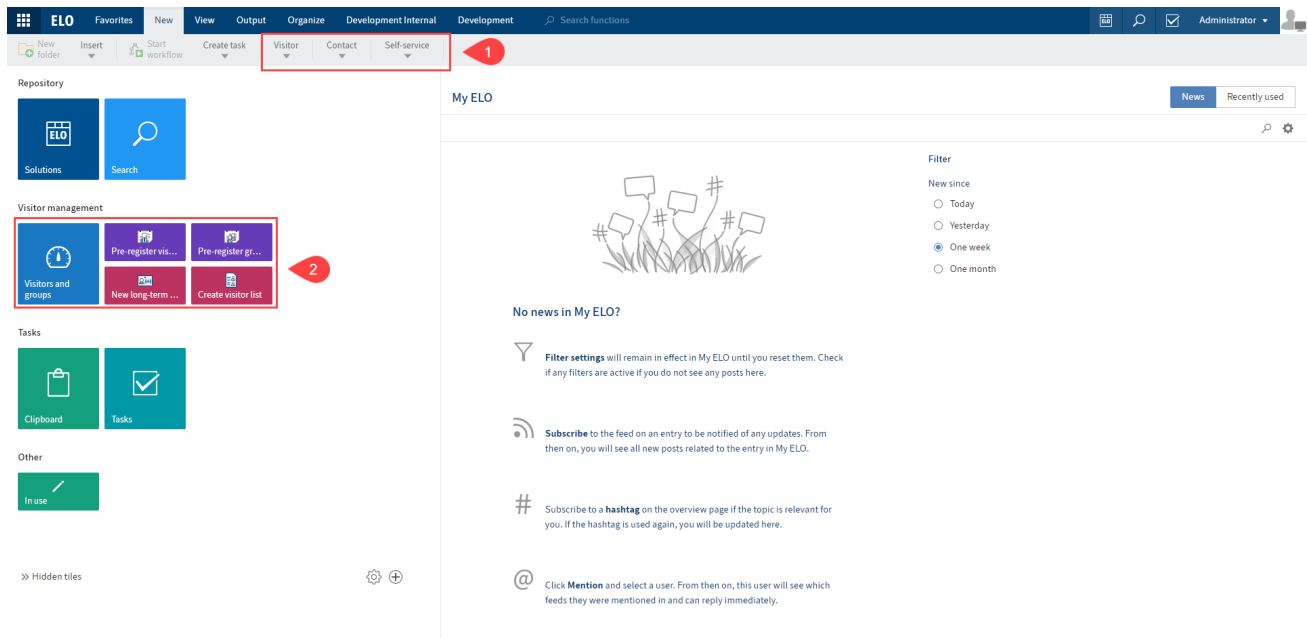 ELO Favorites New View Output Organize Development Internal Development Search functions ELO Administrator
New folder Insert Start workflow Create task Visitor Contact Self-service 1
Repository
ELO
Solutions Search
Visitor management
Visitors and groups
Pre-register vis... Pre-register gr...
New long-term ... Create visitor list
2
Tasks
Clipboard Tasks
Other
In use
Hidden tiles
My ELO News Recently used
No news in My ELO?
Filter settings will remain in effect in My ELO until you reset them. Check
if any filters are active if you do not see any posts here.
Subscribe to the feed on an entry to be notified of any updates. From
then on, you will see all new posts related to the entry in My ELO.
# Subscribe to a hashtag on the overview page if the topic is relevant for
you. If the hashtag is used again, you will be updated here.
@ Click Mention and select a user. From then on, this user will see which
feeds they were mentioned in and can reply immediately.
Filter
New since
Today
Yesterday
One week
One month